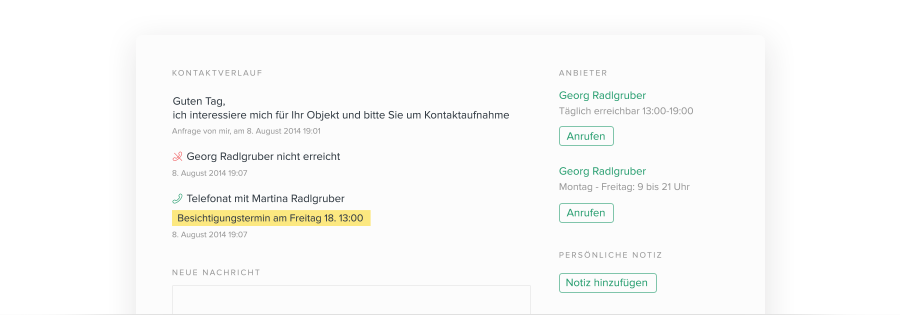 KONTAKTVERLAUF
Guten Tag,
ich interessiere mich für Ihr Objekt und bitte Sie um Kontaktaufnahme
Anfrage von mir, am 8. August 2014 19:01
Georg Radlgruber nicht erreicht
8. August 2014 19:07
Telefonat mit Martina Radlgruber
Besichtigungstermin am Freitag 18. 13:00
8. August 2014 19:07
NEUE NACHRICHT
ANBIETER
Georg Radlgruber
Täglich erreichbar 13:00-19:00
Anrufen
Georg Radlgruber
Montag - Freitag: 9 bis 21 Uhr
Anrufen
PERSÖNLICHE NOTIZ
Notiz hinzufügen